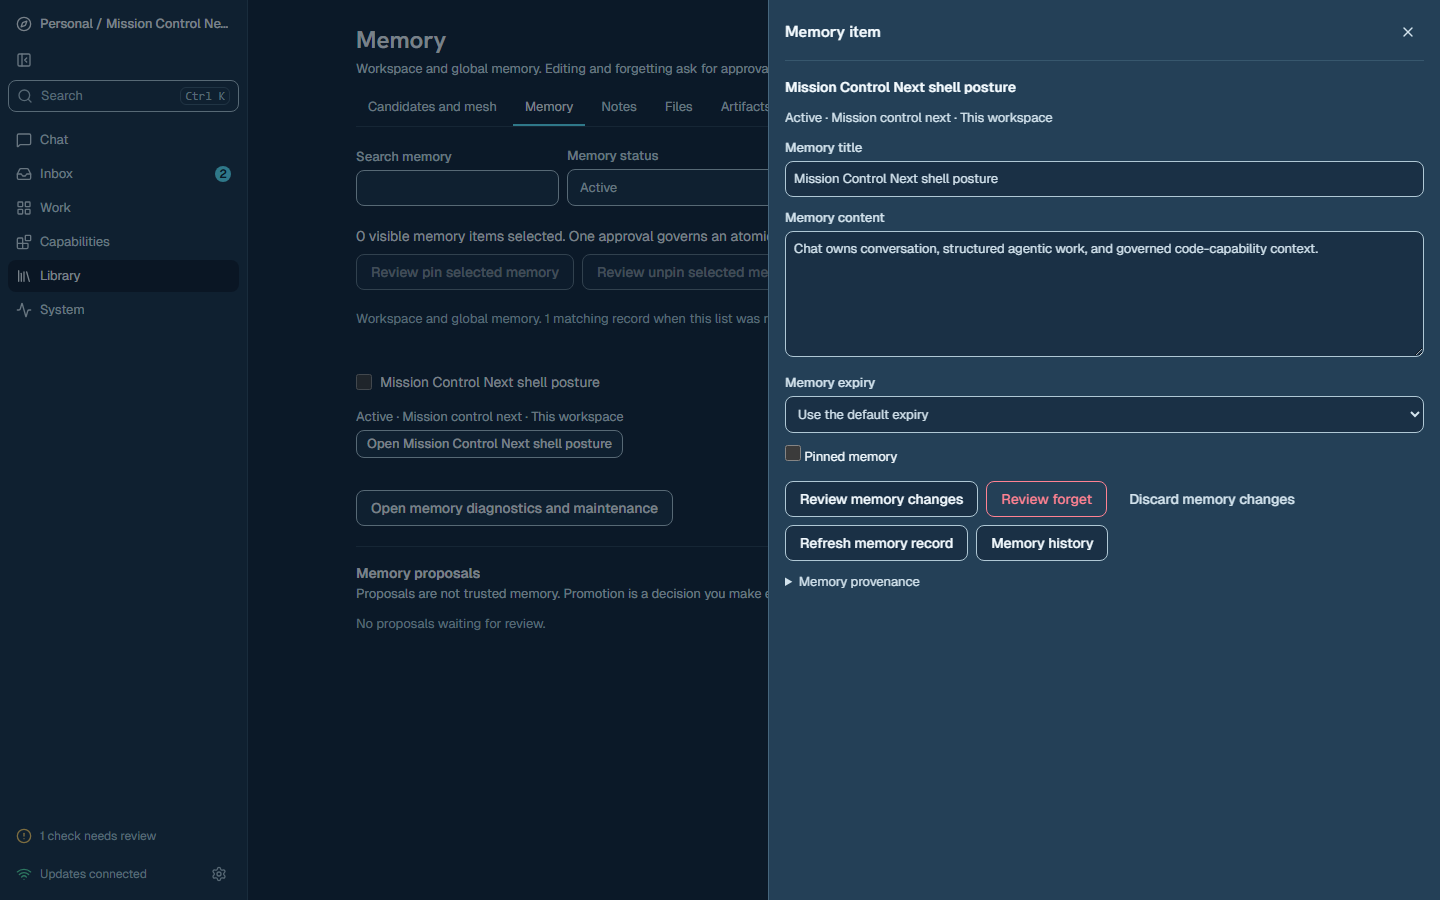 Personal / Mission Control Ne...
Search
Ctrl K
Chat
Inbox
2
Work
Capabilities
Library
System
1 check needs review
Updates connected
Memory
Workspace and global memory. Editing and forgetting ask for approva
Candidates and mesh
Memory
Notes
Files
Artifacts
Search memory
Memory status
Active
0 visible memory items selected. One approval governs an atomi
Review pin selected memory
Review unpin selected me
Workspace and global memory. 1 matching record when this list was r
Mission Control Next shell posture
Active · Mission control next · This workspace
Open Mission Control Next shell posture
Open memory diagnostics and maintenance
Memory proposals
Proposals are not trusted memory. Promotion is a decision you make e
No proposals waiting for review.
Memory item
Mission Control Next shell posture
Active · Mission control next · This workspace
Memory title
Mission Control Next shell posture
Memory content
Chat owns conversation, structured agentic work, and governed code-capability context.
Memory expiry
Use the default expiry
Pinned memory
Review memory changes
Review forget
Discard memory changes
Refresh memory record
Memory history
Memory provenance